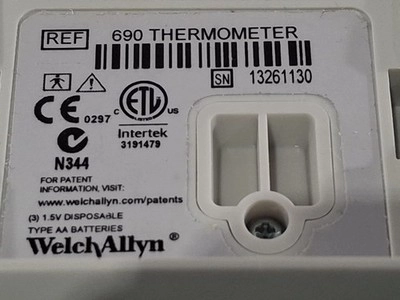 REF 690 THERMOMETER
SN 13261130
CE 0297
C ETL US
Intertek
3191479
N344
FOR PATENT
INFORMATION, VISIT:
www.welchallyn.com/patents
(3) 1.5V DISPOSABLE
TYPE AA BATTERIES
WelchAllyn®